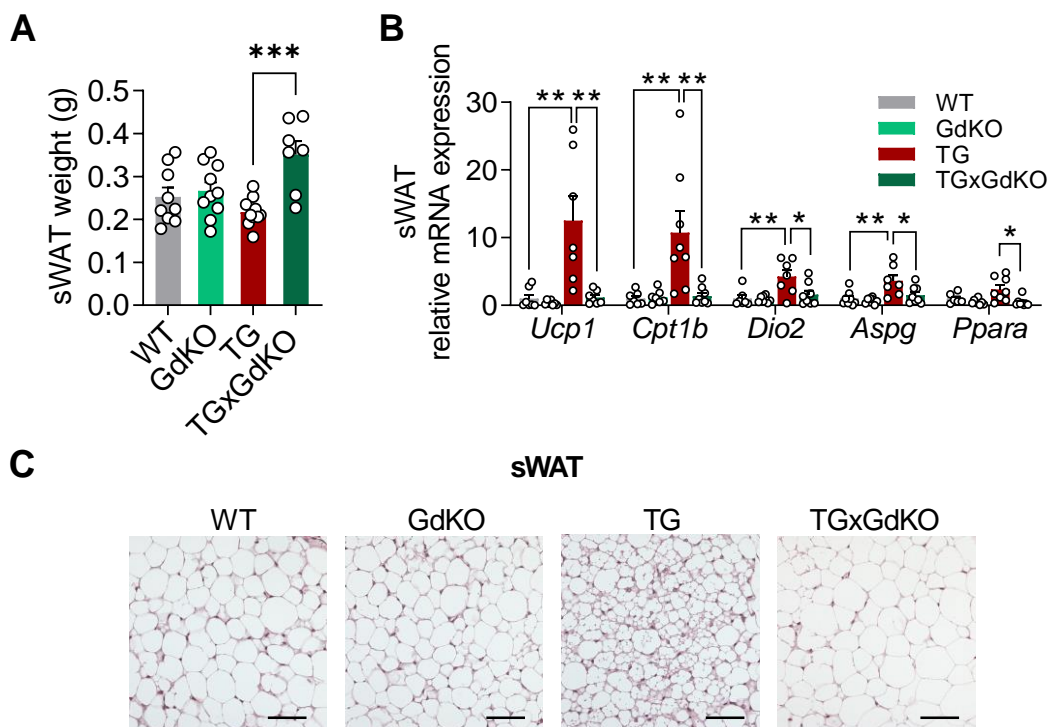 A
***
sWAT weight (g)
0.5
0.4
0.3
0.2
0.1
0.0
WT
GdKO
TG
TGxGdKO
B
sWAT
relative mRNA expression
30
20
10
0
** **
** **
** *
** *
*
Ucp1 Cpt1b Dio2 Aspg Ppara
WT
GdKO
TG
TGxGdKO
C
sWAT
WT GdKO TG TGxGdKO